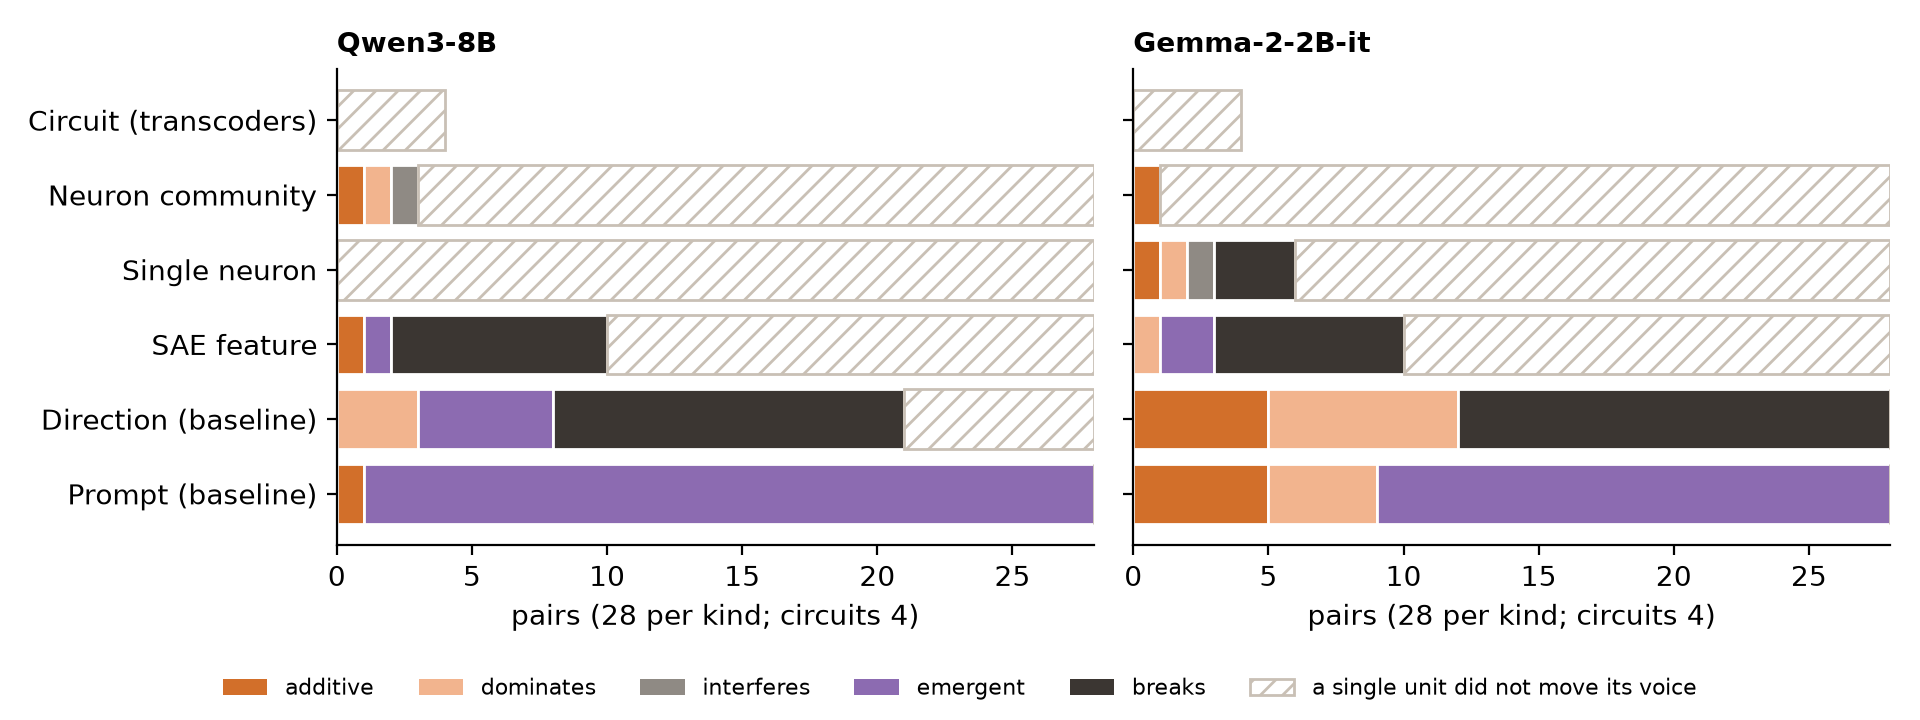 Qwen3-8B
Gemma-2-2B-it
Circuit (transcoders)
Neuron community
Single neuron
SAE feature
Direction (baseline)
Prompt (baseline)
0 5 10 15 20 25
0 5 10 15 20 25
pairs (28 per kind; circuits 4)
pairs (28 per kind; circuits 4)
additive dominates interferes emergent breaks a single unit did not move its voice